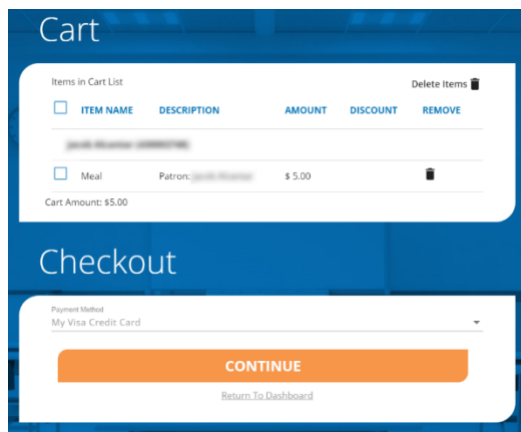 Cart
Items in Cart List
Delete Items
ITEM NAME DESCRIPTION AMOUNT DISCOUNT REMOVE
Meal Patron: $ 5.00
Cart Amount: $5.00
Checkout
Payment Method
My Visa Credit Card
CONTINUE
Return To Dashboard